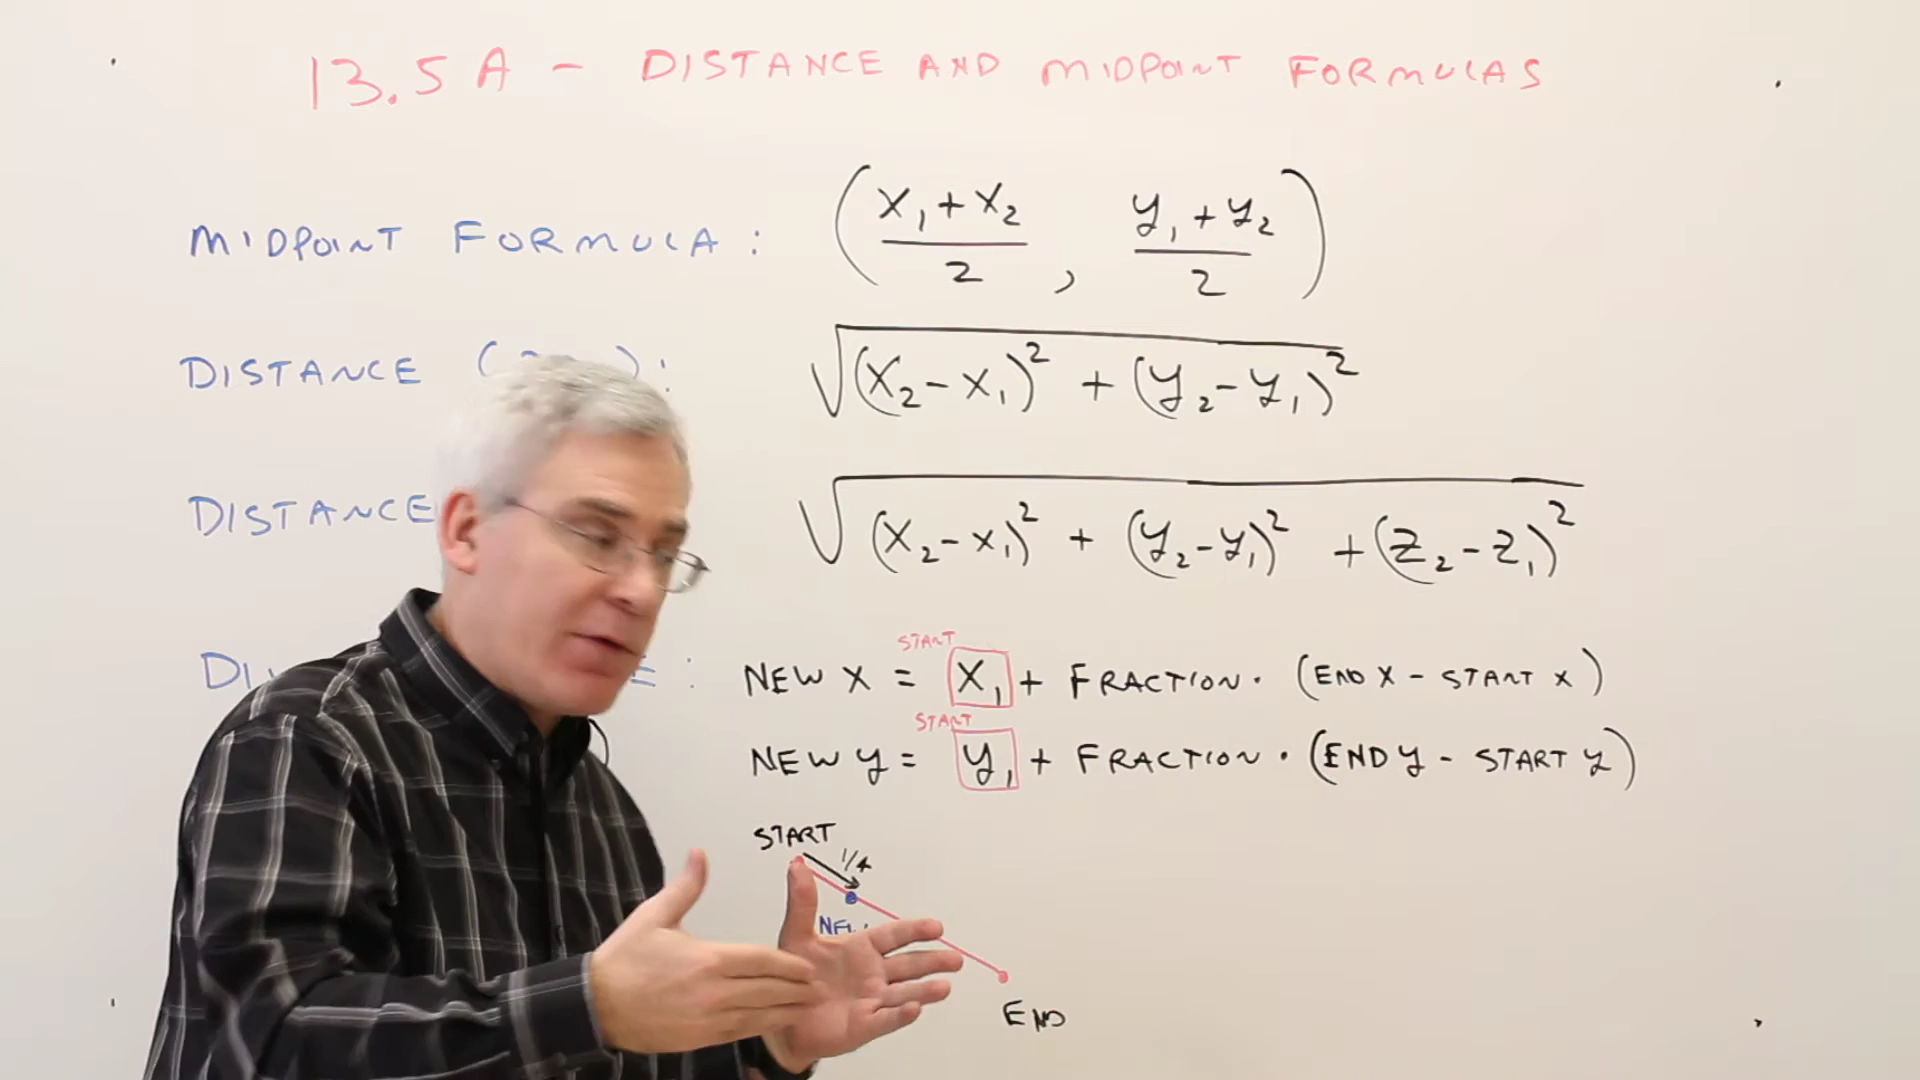 13.5A - DISTANCE AND MIDPOINT FORMULAS
MIDPOINT FORMULA: (x₁+x₂/2, y₁+y₂/2)
DISTANCE ( ): √(x₂-x₁)² + (y₂-y₁)²
DISTANCE √(x₂-x₁)² + (y₂-y₁)² + (z₂-z₁)²
START
: NEW X = X₁ + FRACTION · (END X - START X)
START
NEW y = y₁ + FRACTION · (END y - START y)
START
1/4
END